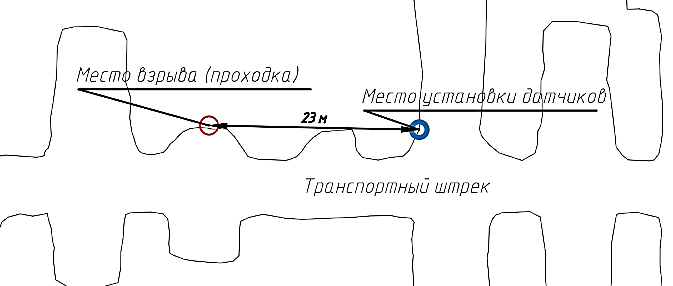 Место взрыва (проходка)
Место установки датчиков
23 м
Транспортный штрек